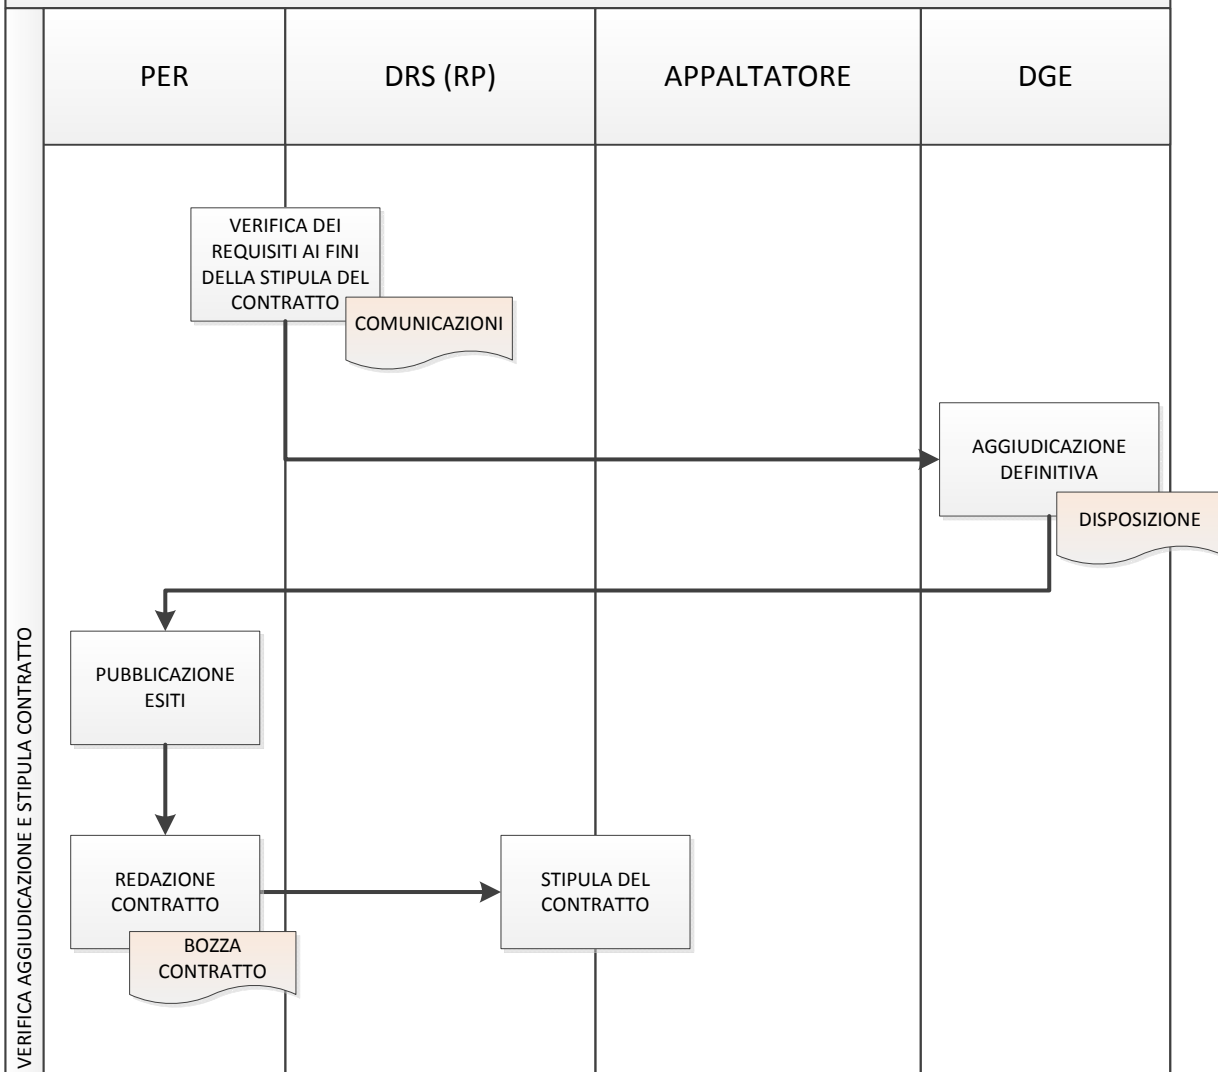 PER
DRS (RP)
APPALTATORE
DGE
VERIFICA DEI
REQUISITI AI FINI
DELLA STIPULA DEL
CONTRATTO
COMUNICAZIONI
AGGIUDICAZIONE
DEFINITIVA
DISPOSIZIONE
PUBBLICAZIONE
ESITI
REDAZIONE
CONTRATTO
BOZZA
CONTRATTO
STIPULA DEL
CONTRATTO
VERIFICA AGGIUDICAZIONE E STIPULA CONTRATTO